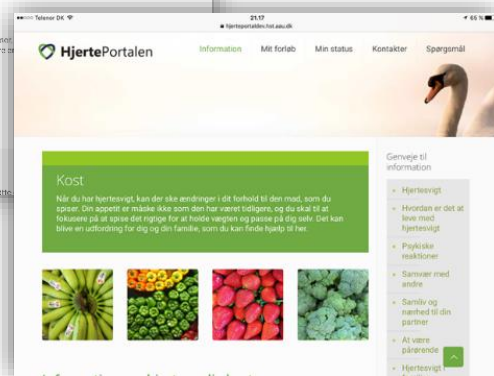 Telenor DK
21.17
65 %
hjerteportalen.hst.aau.dk
HjertePortalen
Information
Mit forløb
Min status
Kontakter
Spørgsmål
Kost
Når du har hjertesvigt, kan der ske ændringer i dit forhold til den mad, som du
spiser. Din appetit er måske ikke som den har været tidligere, og du skal til at
fokusere på at spise det rigtige for at holde vægten og passe på dig selv. Det kan
blive en udfordring for dig og din familie, som du kan finde hjælp til her.
Genveje til
information
Hjertesvigt
Hvordan er det at
leve med
hjertesvigt
Psykiske
reaktioner
Samvær med
andre
Samliv og
nærhed til din
partner
At være
pårørende
Hjertesvigt